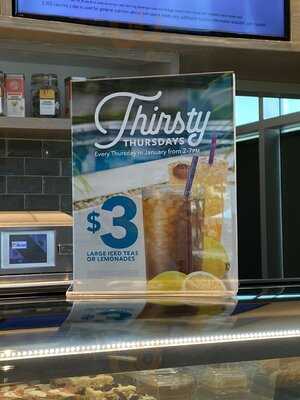 Thirsty
THURSDAYS
Every Thursday in January from 2-7PM
$3
LARGE ICED TEAS
OR LEMONADES